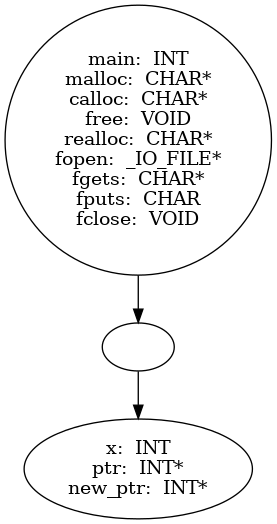 main: INT
malloc: CHAR*
calloc: CHAR*
free: VOID
realloc: CHAR*
fopen: _IO_FILE*
fgets: CHAR*
fputs: CHAR
fclose: VOID
x: INT
ptr: INT*
new_ptr: INT*